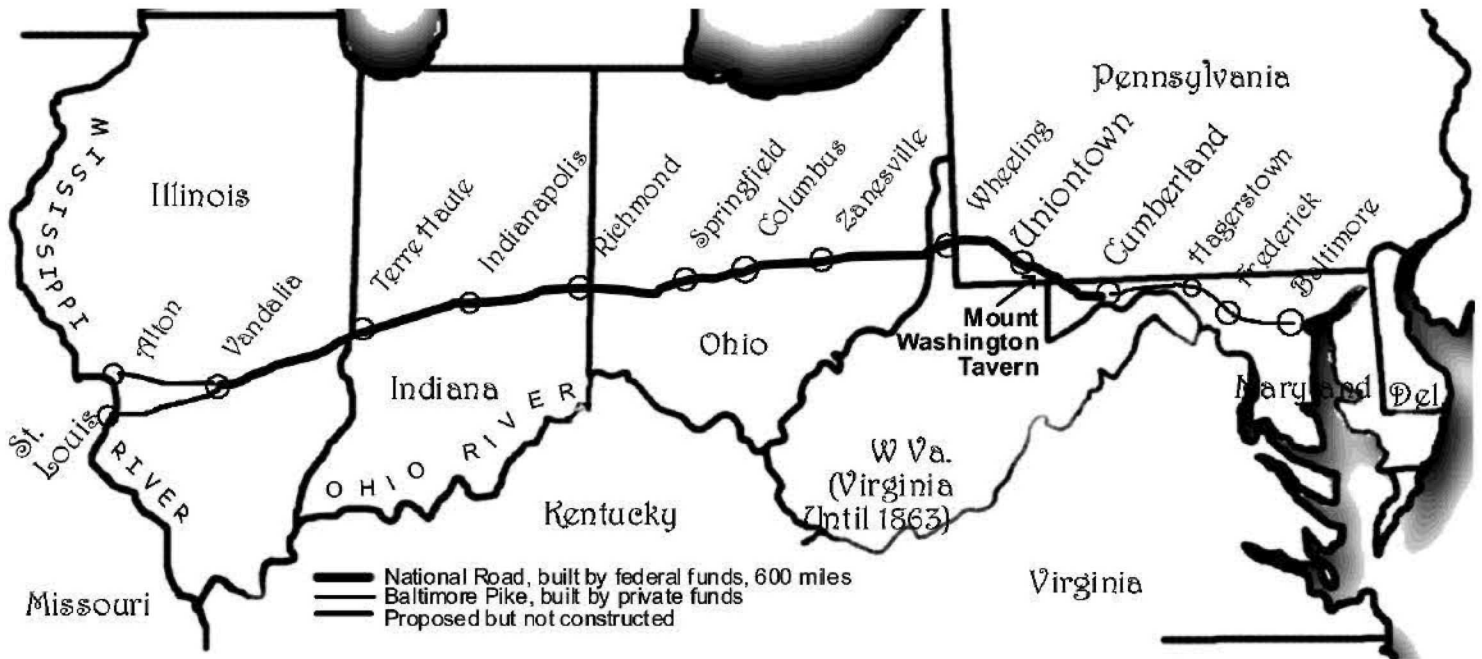 Pennsylvania
MISSISSIPPI
Illinois
Terre Haute
Indianapolis
Richmond
Springfield
Columbus
Zanesville
Wheeling
Uniontown
Cumberland
Hagerstown
Frederick
Baltimore
Alton
Vandalia
Mount
Washington
Tavern
Ohio
Indiana
Maryland
Del.
St.
Louis
RIVER
OHIO RIVER
W Va.
(Virginia
Until 1863)
Kentucky
Virginia
Missouri
National Road, built by federal funds, 600 miles
Baltimore Pike, built by private funds
Proposed but not constructed